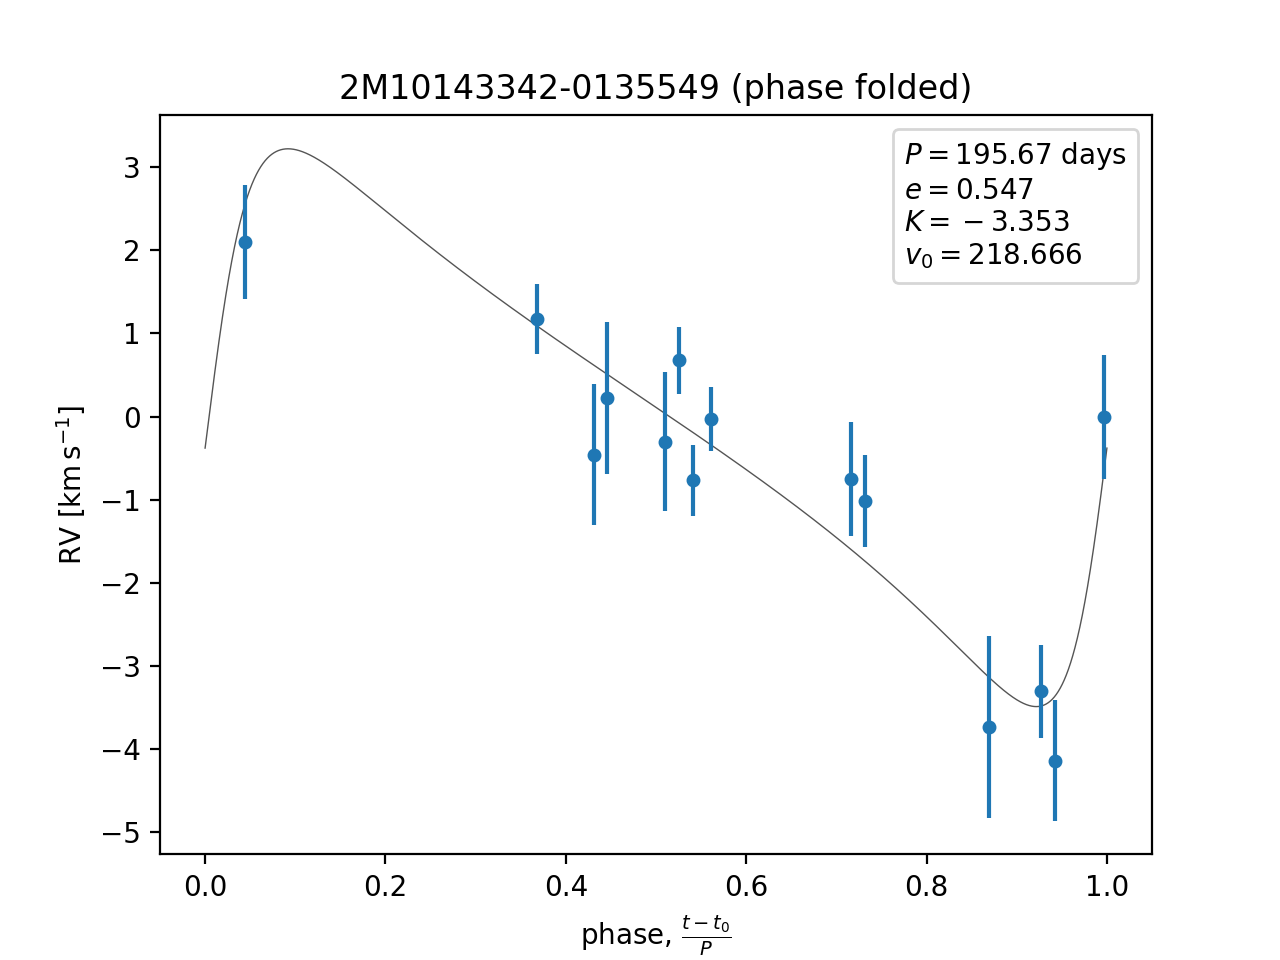 2M10143342-0135549 (phase folded)
P = 195.67 days
e = 0.547
K = −3.353
v₀ = 218.666
3
2
1
0
−1
−2
−3
−4
−5
RV [km s⁻¹]
0.0 0.2 0.4 0.6 0.8 1.0
phase, (t − t₀)/P